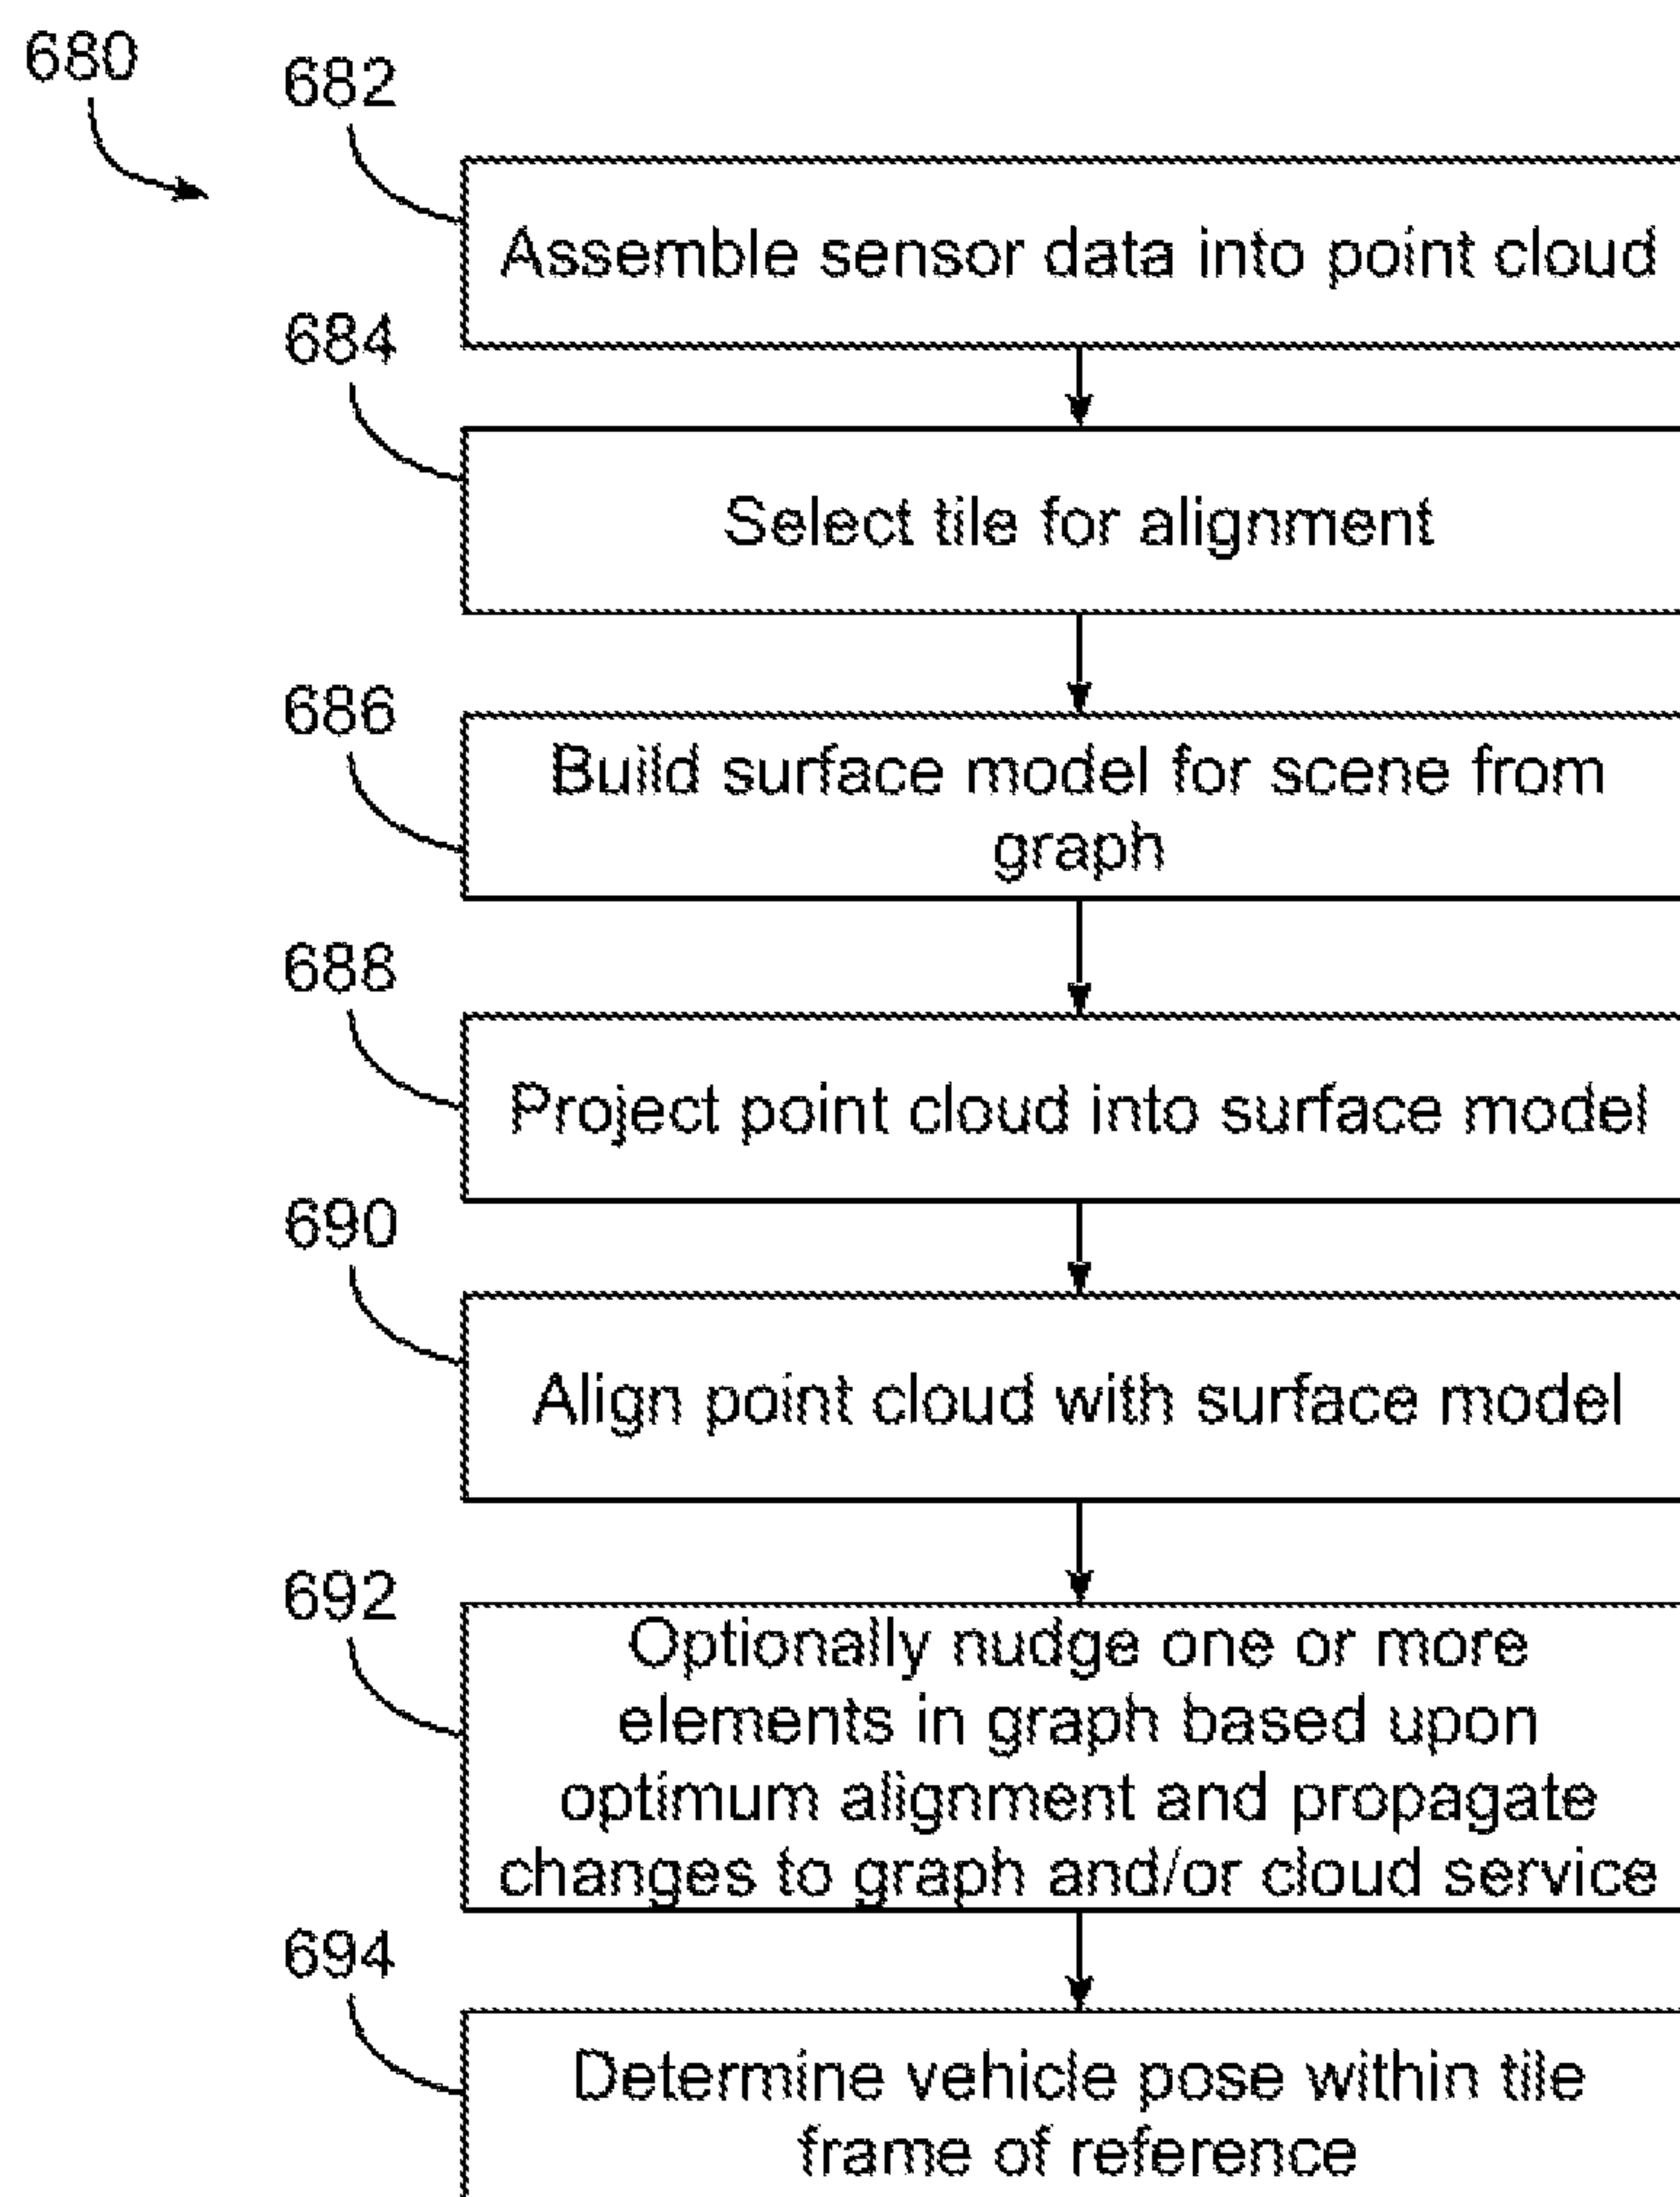 680
682
Assemble sensor data into point cloud
684
Select tile for alignment
686
Build surface model for scene from
graph
688
Project point cloud into surface model
690
Align point cloud with surface model
692
Optionally nudge one or more
elements in graph based upon
optimum alignment and propagate
changes to graph and/or cloud service
694
Determine vehicle pose within tile
frame of reference